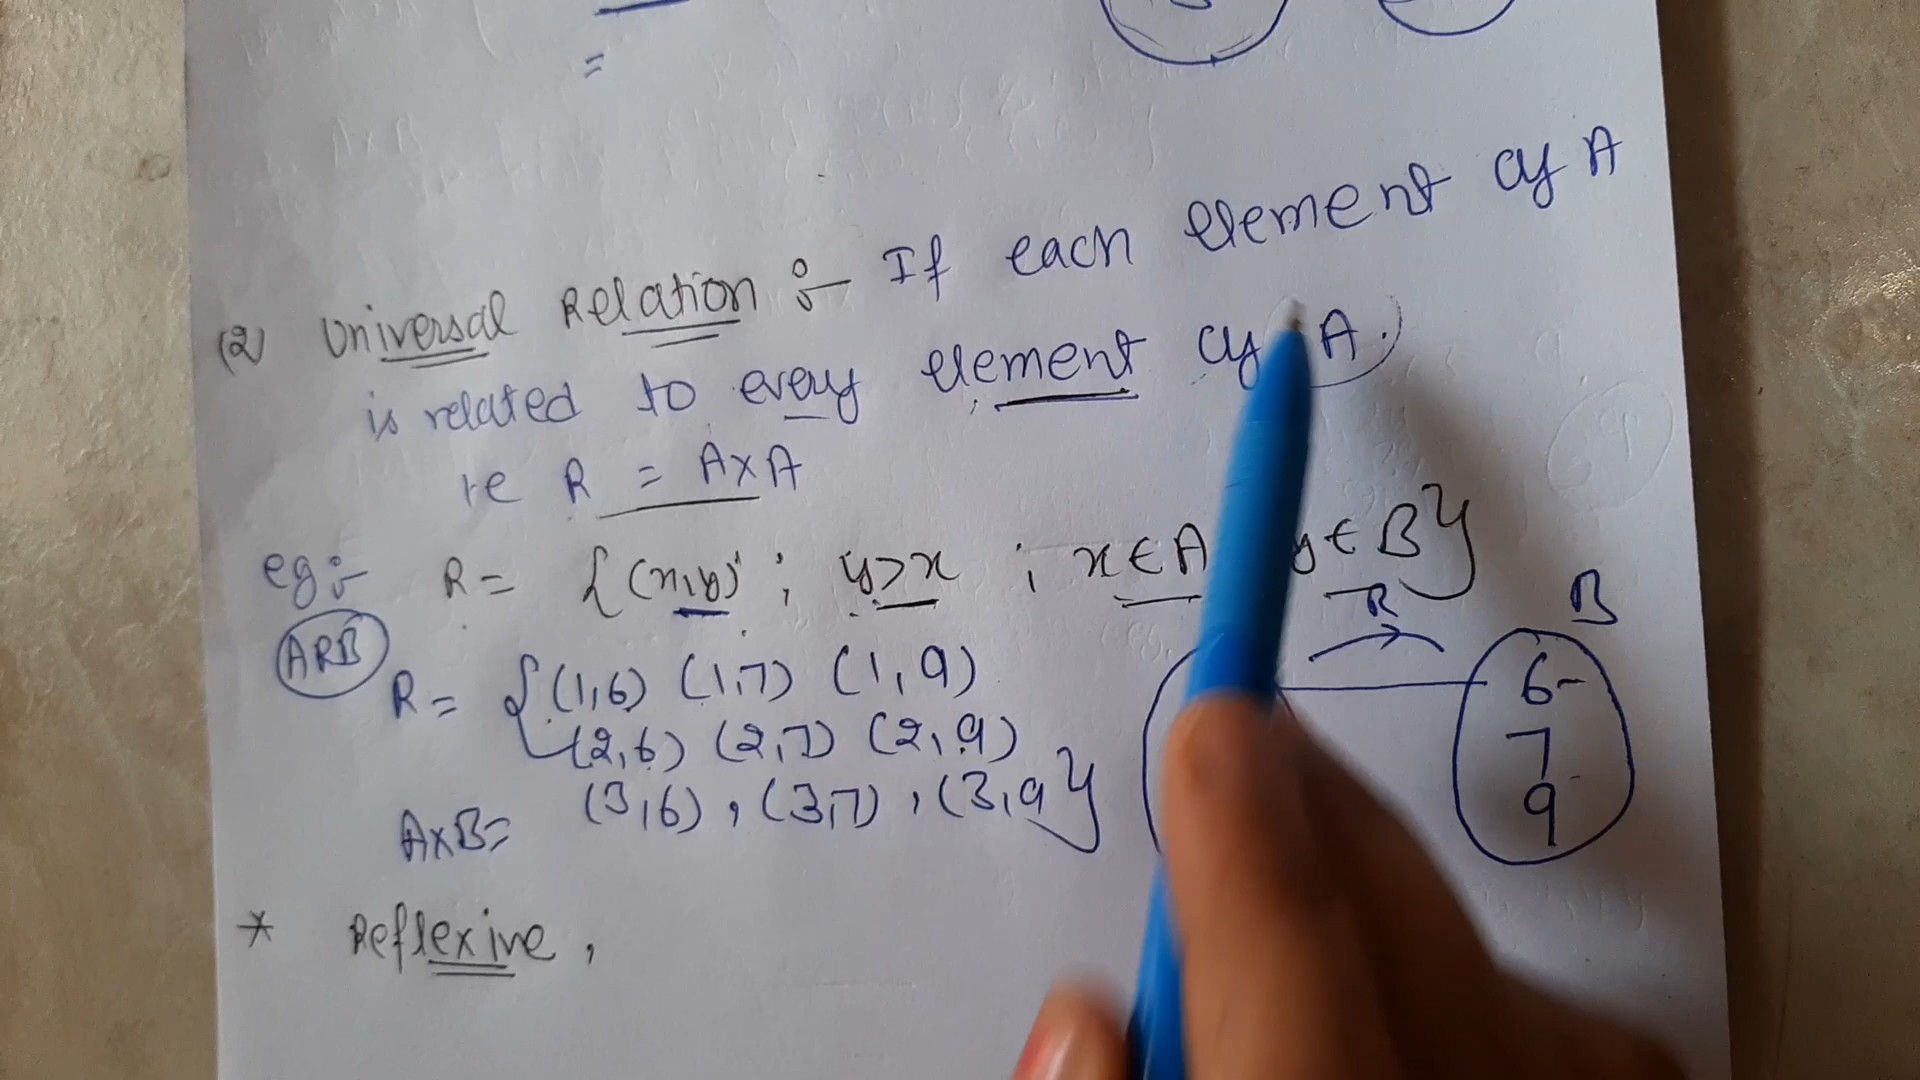 =
(2) Universal Relation :- If each element of A
is related to every element of A.
ie R = A×A
eg:- R = {(x,y) ; y>x ; x∈A y∈B}
R
B
ARB
R = {(1,6) (1,7) (1,9)
(2,6) (2,7) (2,9)
A×B= (3,6) , (3,7) , (3,9}
6
7
9
* Reflexive ,